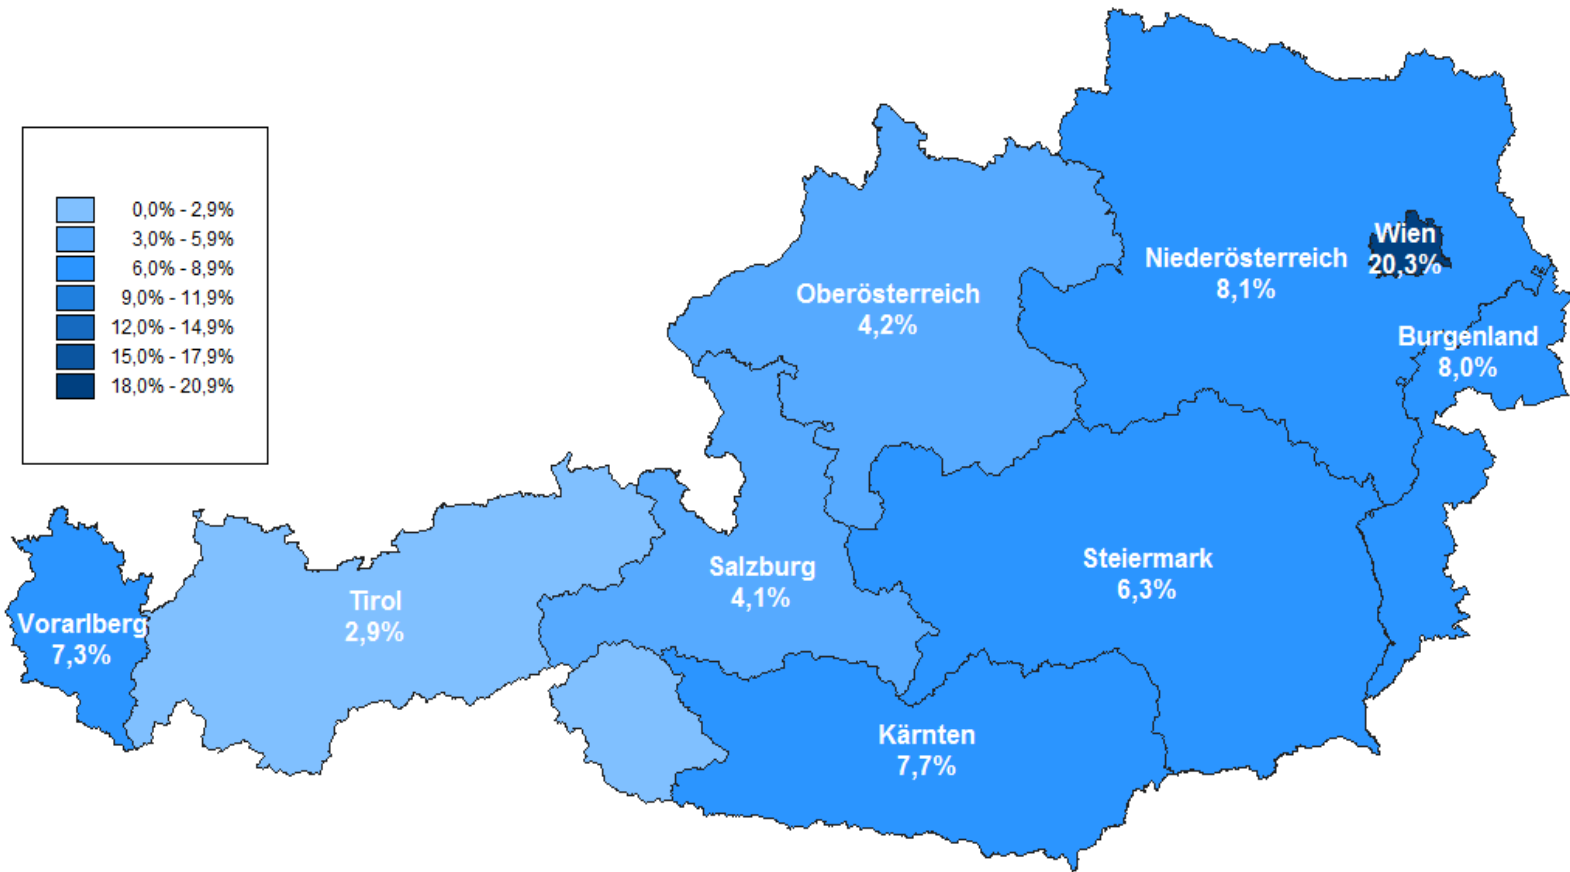 0,0% - 2,9%
3,0% - 5,9%
6,0% - 8,9%
9,0% - 11,9%
12,0% - 14,9%
15,0% - 17,9%
18,0% - 20,9%
Wien
20,3%
Niederösterreich
8,1%
Oberösterreich
4,2%
Burgenland
8,0%
Steiermark
6,3%
Salzburg
4,1%
Tirol
2,9%
Vorarlberg
7,3%
Kärnten
7,7%